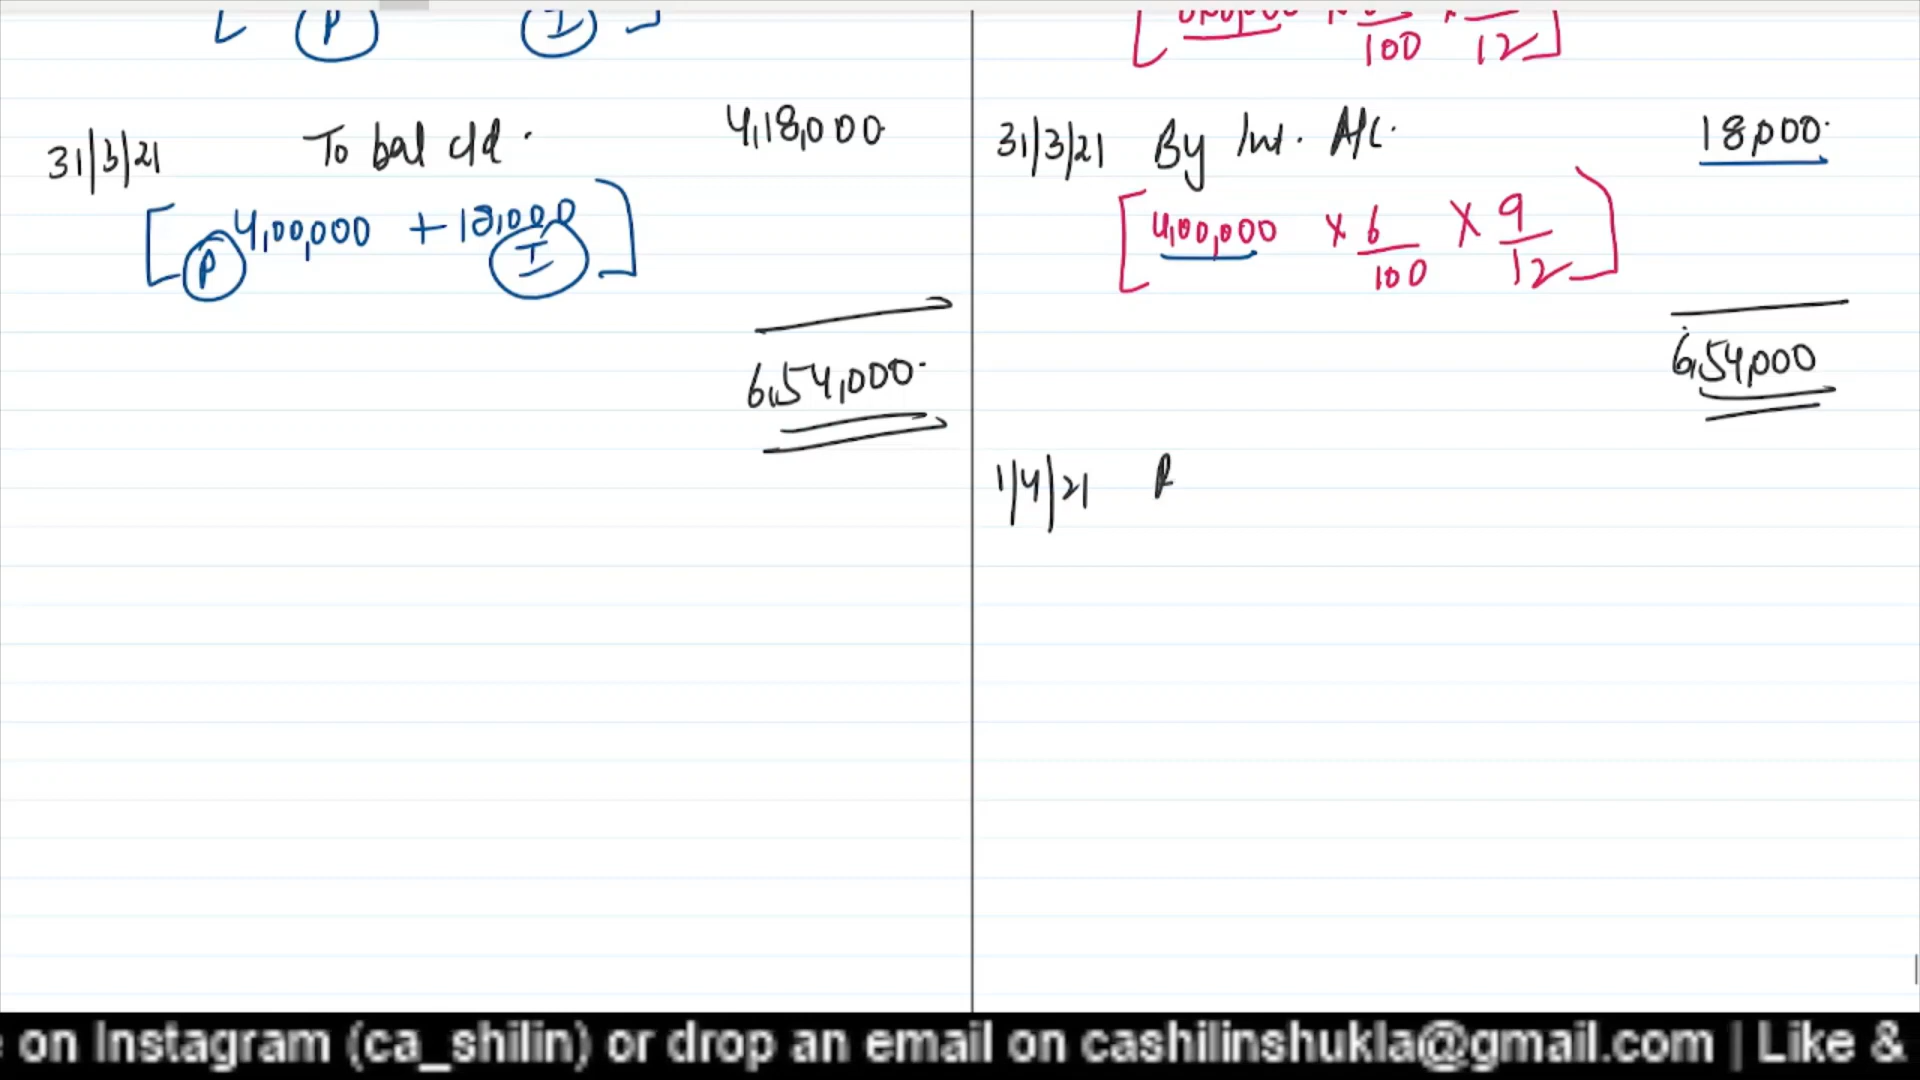 [ P I ]
100 12 ]
31/3/21 To bal c/d. 4,18,000
[ P 4,00,000 + 18,000 I ]
6,54,000.
31/3/21 By Int. A/c. 18,000.
[ 4,00,000 × 6/100 × 9/12 ]
6,54,000
1/4/21
on Instagram (ca_shilin) or drop an email on cashilinshukla@gmail.com | Like &